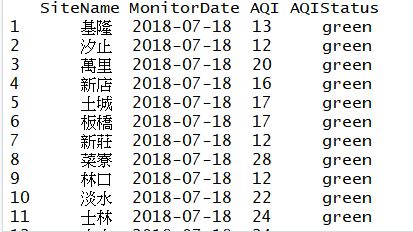 SiteName MonitorDate AQI AQIStatus
1 基隆 2018-07-18 13 green
2 汐止 2018-07-18 12 green
3 萬里 2018-07-18 20 green
4 新店 2018-07-18 16 green
5 土城 2018-07-18 17 green
6 板橋 2018-07-18 17 green
7 新莊 2018-07-18 12 green
8 菜寮 2018-07-18 28 green
9 林口 2018-07-18 12 green
10 淡水 2018-07-18 22 green
11 士林 2018-07-18 24 green